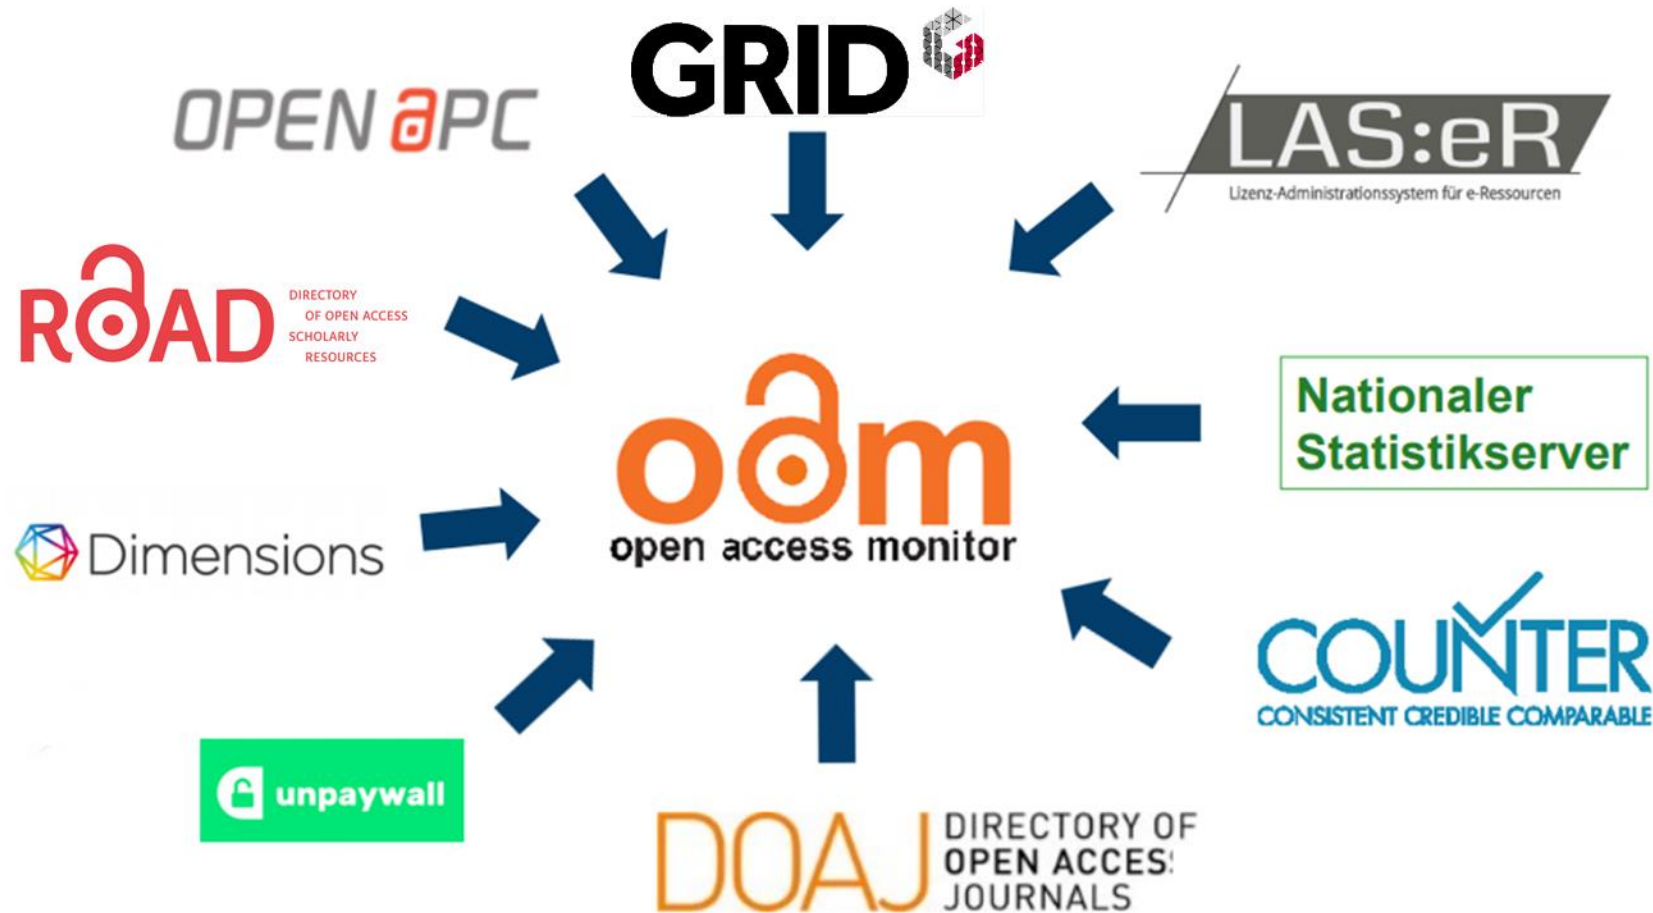 GRID
OPEN aPC
LAS:eR
Lizenz-Administrationssystem für e-Ressourcen
ROAD
DIRECTORY
OF OPEN ACCESS
SCHOLARLY
RESOURCES
Nationaler
Statistikserver
oam
open access monitor
Dimensions
COUNTER
CONSISTENT CREDIBLE COMPARABLE
unpaywall
DOAJ
DIRECTORY OF
OPEN ACCES
JOURNALS